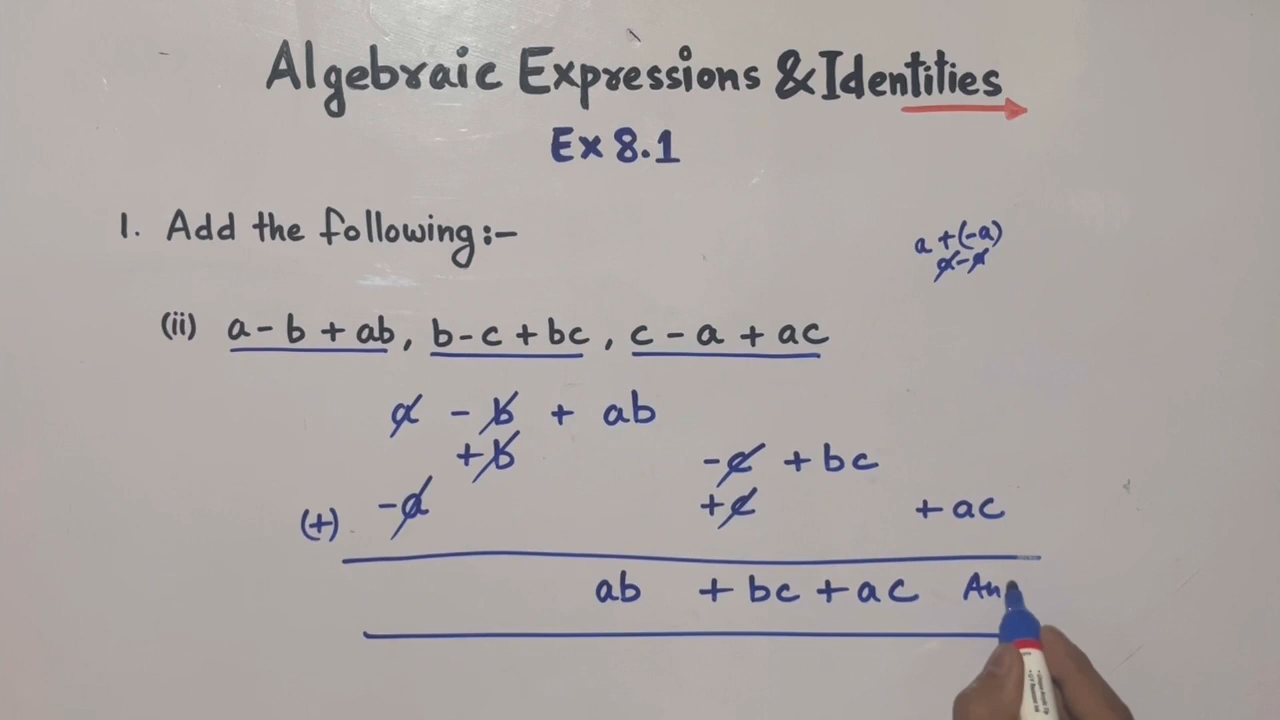 Algebraic Expressions & Identities
Ex 8.1
1. Add the following:-
a +(-a)
a-a
(ii) a - b + ab, b-c + bc, c - a + ac
a - b + ab
+b -c + bc
(+) -a +c + ac
ab + bc + ac An